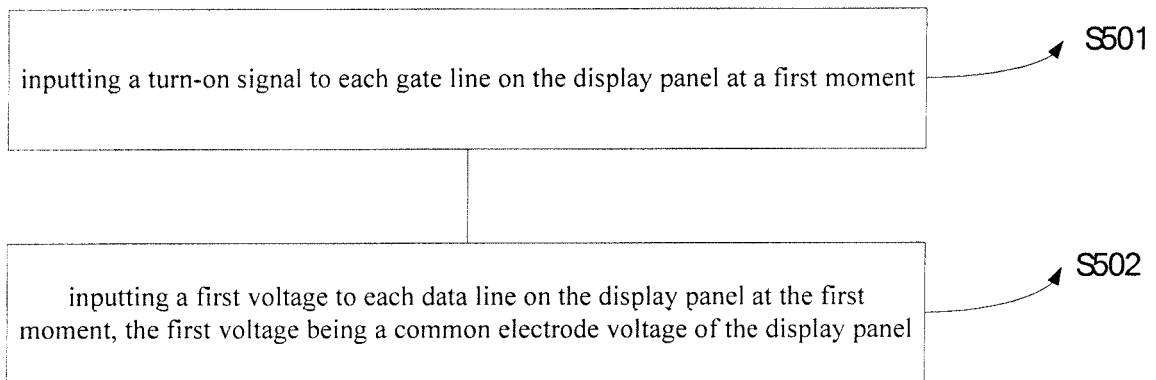 S501
inputting a turn-on signal to each gate line on the display panel at a first moment
S502
inputting a first voltage to each data line on the display panel at the first
moment, the first voltage being a common electrode voltage of the display panel